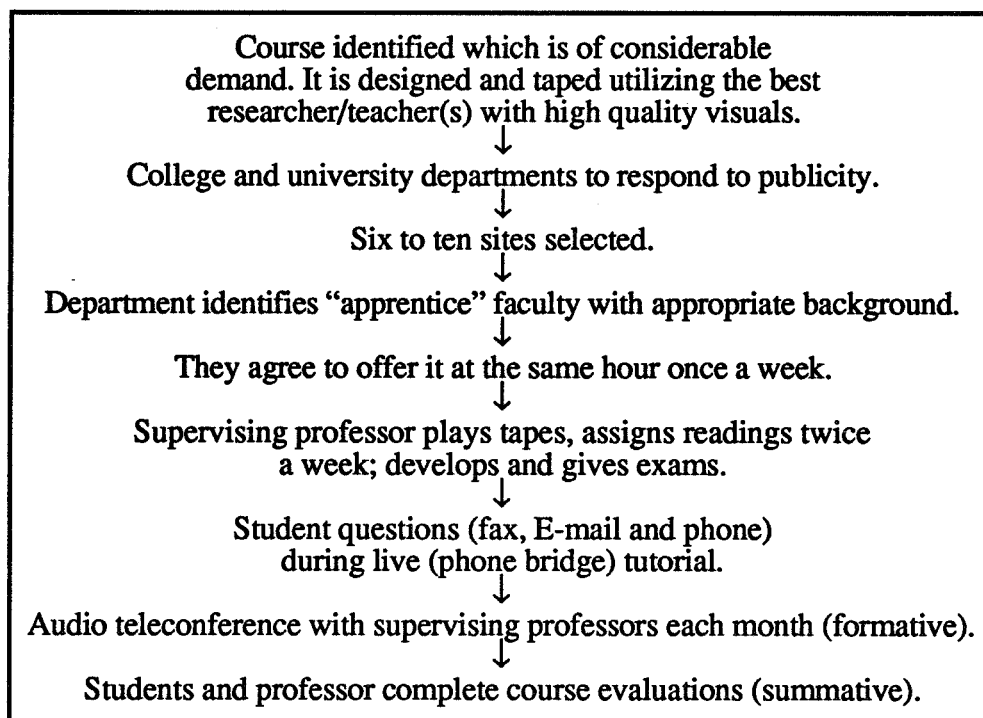 Course identified which is of considerable
demand. It is designed and taped utilizing the best
researcher/teacher(s) with high quality visuals.
↓
College and university departments to respond to publicity.
↓
Six to ten sites selected.
↓
Department identifies “apprentice” faculty with appropriate background.
↓
They agree to offer it at the same hour once a week.
↓
Supervising professor plays tapes, assigns readings twice
a week; develops and gives exams.
↓
Student questions (fax, E-mail and phone)
during live (phone bridge) tutorial.
↓
Audio teleconference with supervising professors each month (formative).
↓
Students and professor complete course evaluations (summative).